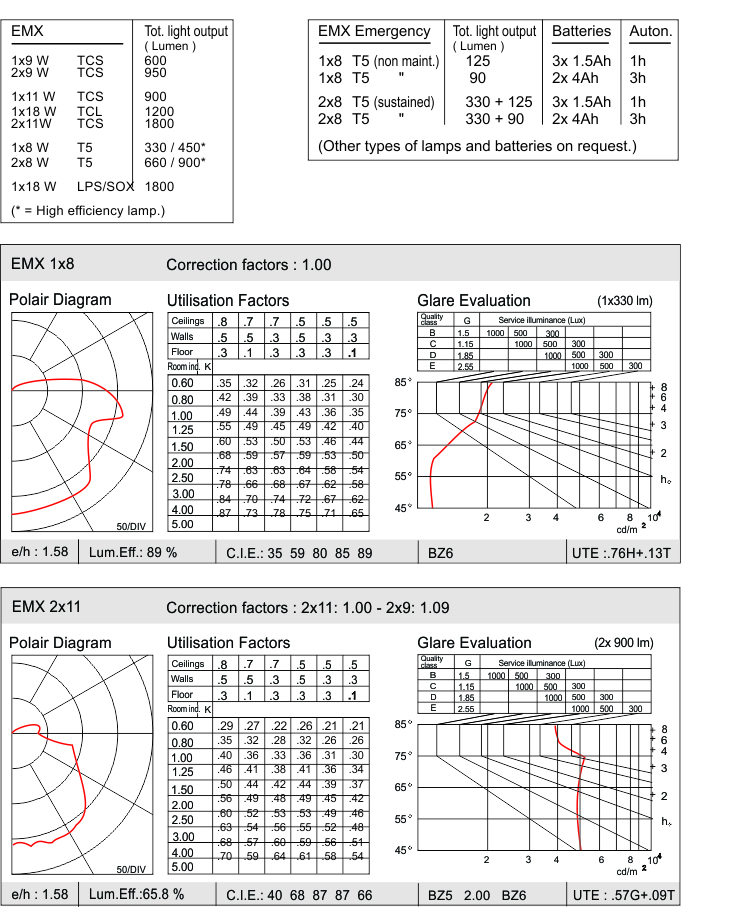 EMX Tot. light output
( Lumen )
1x9 W TCS 600
2x9 W TCS 950
1x11 W TCS 900
1x18 W TCL 1200
2x11W TCS 1800
1x8 W T5 330 / 450*
2x8 W T5 660 / 900*
1x18 W LPS/SOX 1800
(* = High efficiency lamp.)
EMX Emergency Tot. light output Batteries Auton.
( Lumen )
1x8 T5 (non maint.) 125 3x 1.5Ah 1h
1x8 T5 " 90 2x 4Ah 3h
2x8 T5 (sustained) 330 + 125 3x 1.5Ah 1h
2x8 T5 " 330 + 90 2x 4Ah 3h
(Other types of lamps and batteries on request.)
EMX 1x8 Correction factors : 1.00
Polair Diagram
50/DIV
Utilisation Factors
Ceilings .8 .7 .7 .5 .5 .5
Walls .5 .5 .3 .5 .3 .3
Floor .3 .1 .3 .3 .3 .1
Room ind. K
0.60 .35 .32 .26 .31 .25 .24
0.80 .42 .39 .33 .38 .31 .30
1.00 .49 .44 .39 .43 .36 .35
1.25 .55 .49 .45 .49 .42 .40
1.50 .60 .53 .50 .53 .46 .44
2.00 .68 .59 .57 .59 .53 .50
2.50 .74 .63 .63 .64 .58 .54
3.00 .78 .66 .68 .67 .62 .58
4.00 .84 .70 .74 .72 .67 .62
5.00 .87 .73 .78 .75 .71 .65
Glare Evaluation (1x330 lm)
Quality class G Service illuminance (Lux)
B 1.5 1000 500 300
C 1.15 1000 500 300
D 1.85 1000 500 300
E 2.55 1000 500 300
85° 8
6
75° 4
3
65° 2
55° h
45°
2 3 4 6 8 10⁴
cd/m²
e/h : 1.58 Lum.Eff.: 89 % C.I.E.: 35 59 80 85 89 BZ6 UTE :.76H+.13T
EMX 2x11 Correction factors : 2x11: 1.00 - 2x9: 1.09
Polair Diagram
50/DIV
Utilisation Factors
Ceilings .8 .7 .7 .5 .5 .5
Walls .5 .5 .3 .5 .3 .3
Floor .3 .1 .3 .3 .3 .1
Room ind. K
0.60 .29 .27 .22 .26 .21 .21
0.80 .35 .32 .28 .32 .26 .26
1.00 .40 .36 .33 .36 .31 .30
1.25 .46 .41 .38 .41 .36 .34
1.50 .50 .44 .42 .44 .39 .37
2.00 .56 .49 .48 .49 .45 .42
2.50 .60 .52 .53 .53 .49 .46
3.00 .63 .54 .56 .55 .52 .48
4.00 .68 .57 .60 .59 .56 .51
5.00 .70 .59 .64 .61 .58 .54
Glare Evaluation (2x 900 lm)
Quality class G Service illuminance (Lux)
B 1.5 1000 500 300
C 1.15 1000 500 300
D 1.85 1000 500 300
E 2.55 1000 500 300
85° 8
6
75° 4
3
65° 2
55° h
45°
2 3 4 6 8 10⁴
cd/m²
e/h : 1.58 Lum.Eff.:65.8 % C.I.E.: 40 68 87 87 66 BZ5 2.00 BZ6 UTE : .57G+.09T